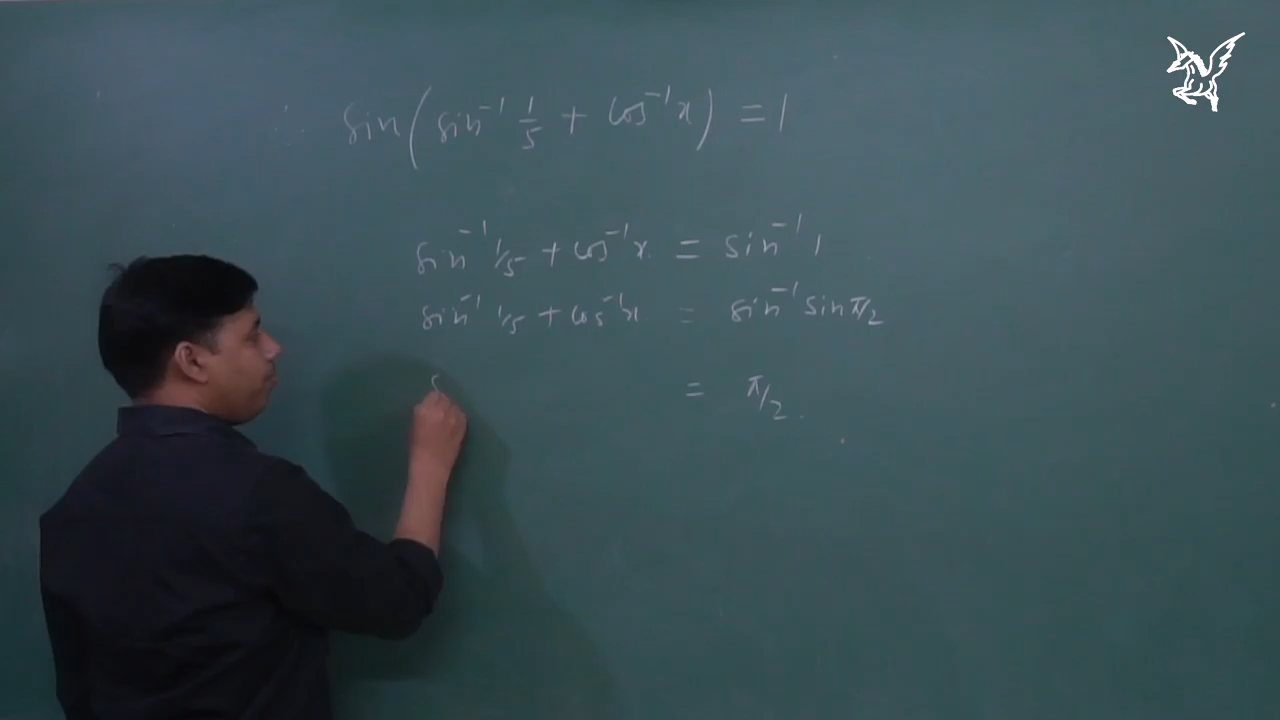 ∴ sin(sin⁻¹ 1/5 + cos⁻¹x) = 1
sin⁻¹ 1/5 + cos⁻¹x = sin⁻¹ 1
sin⁻¹ 1/5 + cos⁻¹x = sin⁻¹ sin π/2
= π/2